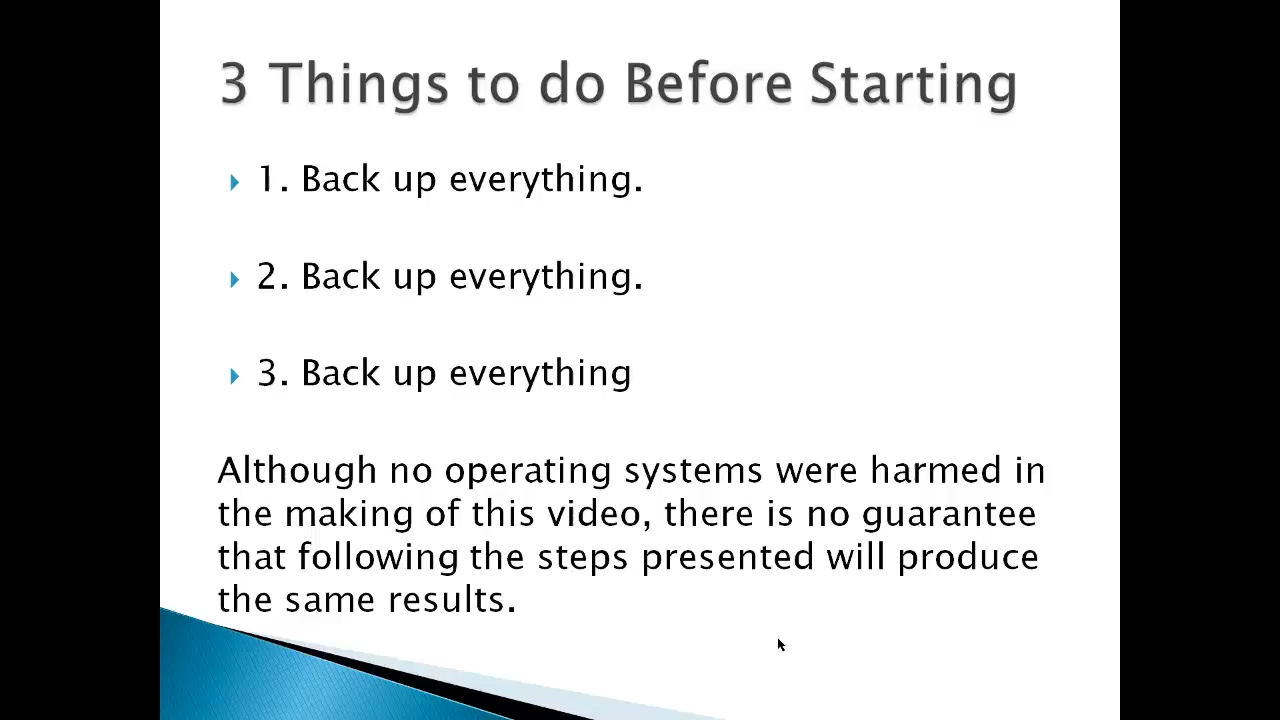 3 Things to do Before Starting
1. Back up everything.
2. Back up everything.
3. Back up everything
Although no operating systems were harmed in
the making of this video, there is no guarantee
that following the steps presented will produce
the same results.